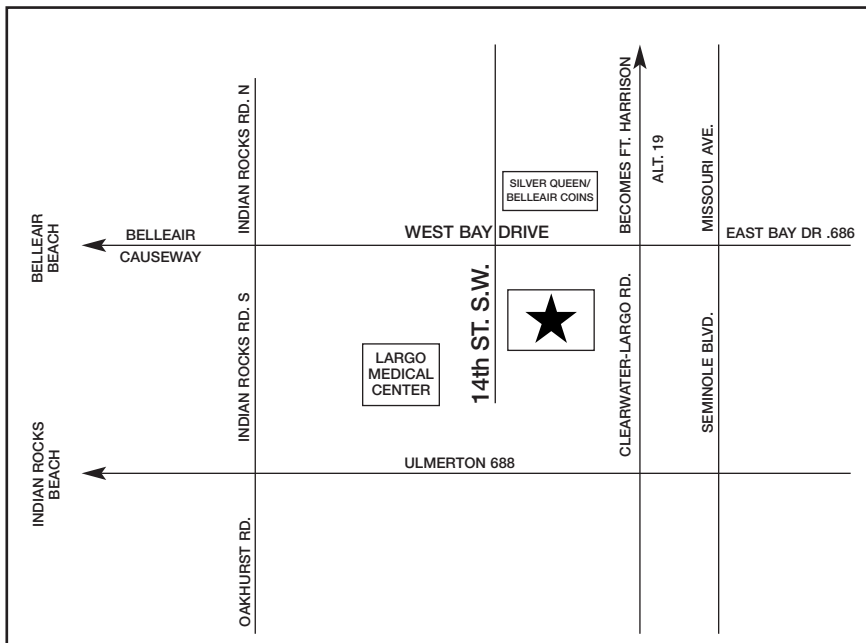 INDIAN ROCKS RD. N
BECOMES FT. HARRISON
ALT. 19
MISSOURI AVE.
SILVER QUEEN/
BELLEAIR COINS
BELLEAIR
BEACH
BELLEAIR
CAUSEWAY
WEST BAY DRIVE
EAST BAY DR .686
INDIAN ROCKS RD. S
LARGO
MEDICAL
CENTER
14th ST. S.W.
CLEARWATER-LARGO RD.
SEMINOLE BLVD.
INDIAN ROCKS
BEACH
ULMERTON 688
OAKHURST RD.